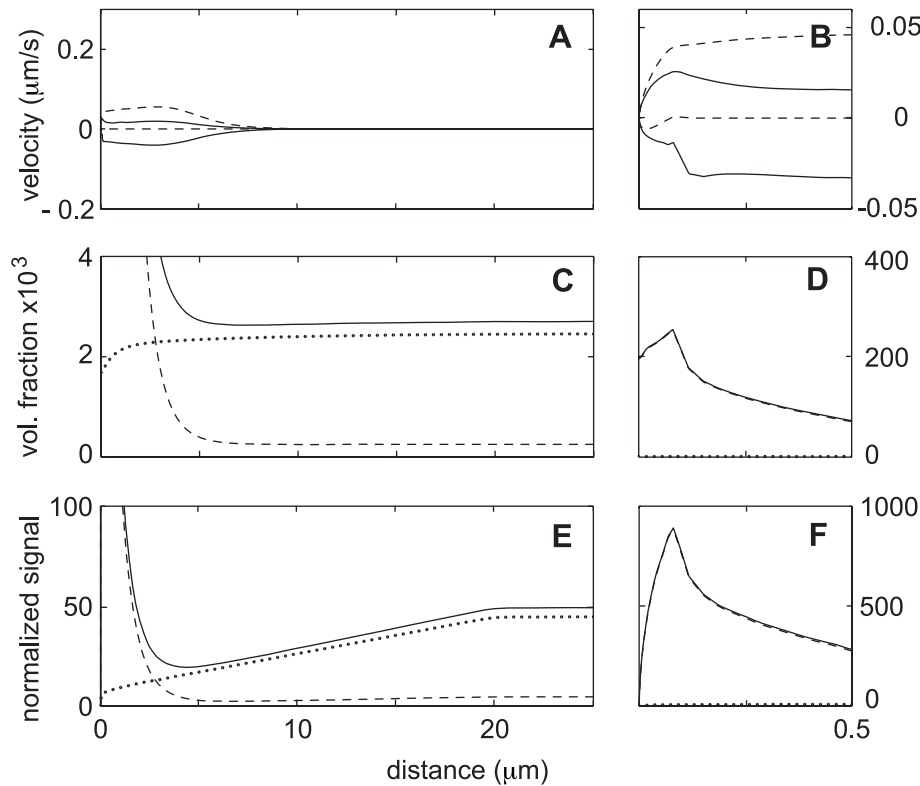 A
B
velocity (μm/s)
0.2
0
- 0.2
0.05
0
-0.05
C
D
vol. fraction x10³
4
2
0
400
200
0
E
F
normalized signal
100
50
0
1000
500
0
0
10
20
0.5
distance (μm)